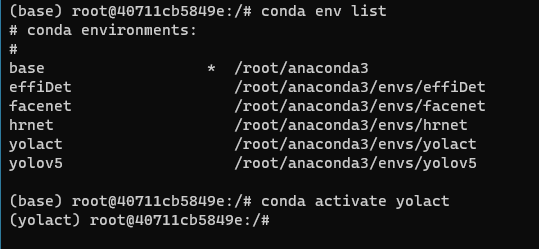 (base) root@40711cb5849e:/# conda env list
# conda environments:
#
base                  *  /root/anaconda3
effiDet                  /root/anaconda3/envs/effiDet
facenet                  /root/anaconda3/envs/facenet
hrnet                    /root/anaconda3/envs/hrnet
yolact                   /root/anaconda3/envs/yolact
yolov5                   /root/anaconda3/envs/yolov5

(base) root@40711cb5849e:/# conda activate yolact
(yolact) root@40711cb5849e:/#